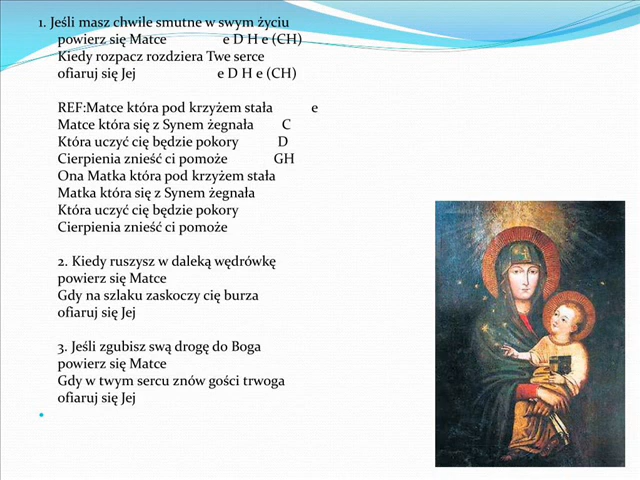 1. Jeśli masz chwile smutne w swym życiu
powierz się Matce e D H e (CH)
Kiedy rozpacz rozdziera Twe serce
ofiaruj się Jej e D H e (CH)
REF:Matce która pod krzyżem stała e
Matce która się z Synem żegnała C
Która uczyć cię będzie pokory D
Cierpienia znieść ci pomoże GH
Ona Matka która pod krzyżem stała
Matka która się z Synem żegnała
Która uczyć cię będzie pokory
Cierpienia znieść ci pomoże
2. Kiedy ruszysz w daleką wędrówkę
powierz się Matce
Gdy na szlaku zaskoczy cię burza
ofiaruj się Jej
3. Jeśli zgubisz swą drogę do Boga
powierz się Matce
Gdy w twym sercu znów gości trwoga
ofiaruj się Jej